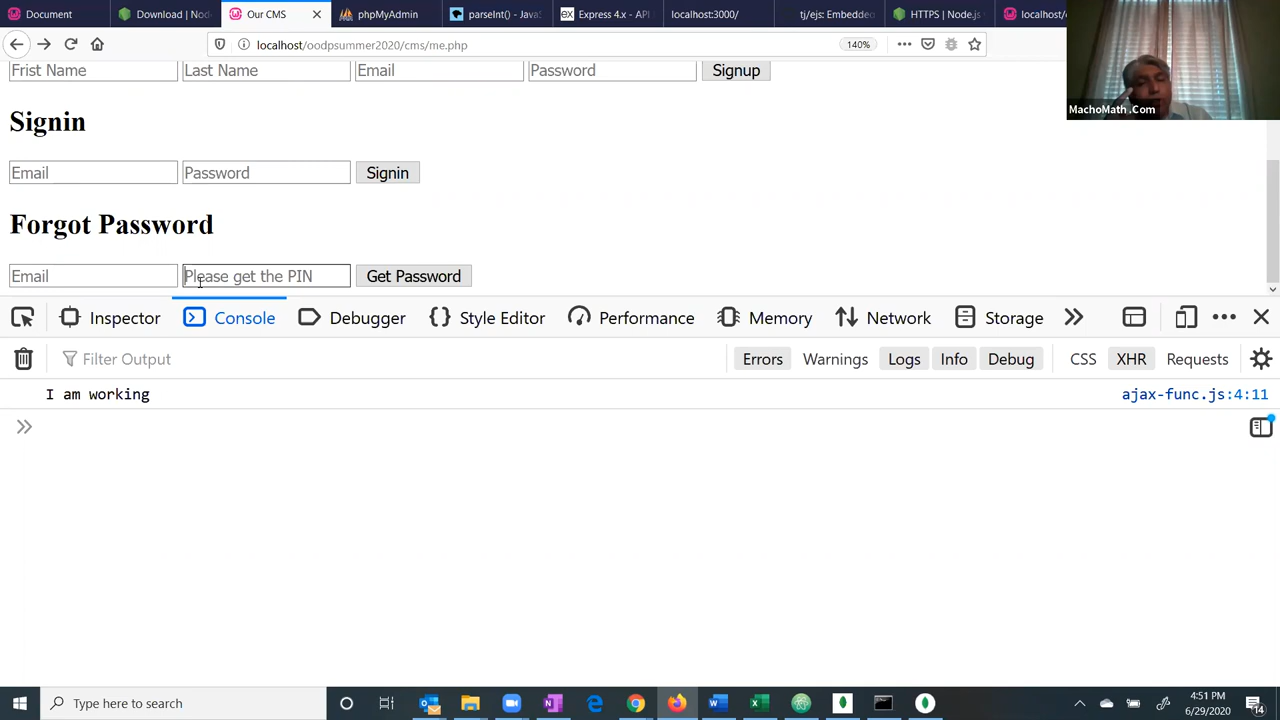 Document
Download | Nod
Our CMS
phpMyAdmin
parseInt() - JavaS
Express 4.x - API
localhost:3000/
tj/ejs: Embedded
HTTPS | Node.js
localhost/
localhost/oodpsummer2020/cms/me.php
140%
MachoMath .Com
Frist Name
Last Name
Email
Password
Signup
Signin
Email
Password
Signin
Forgot Password
Email
Please get the PIN
Get Password
Inspector
Console
Debugger
Style Editor
Performance
Memory
Network
Storage
Filter Output
Errors
Warnings
Logs
Info
Debug
CSS
XHR
Requests
I am working
ajax-func.js:4:11
Type here to search
4:51 PM
6/29/2020
14